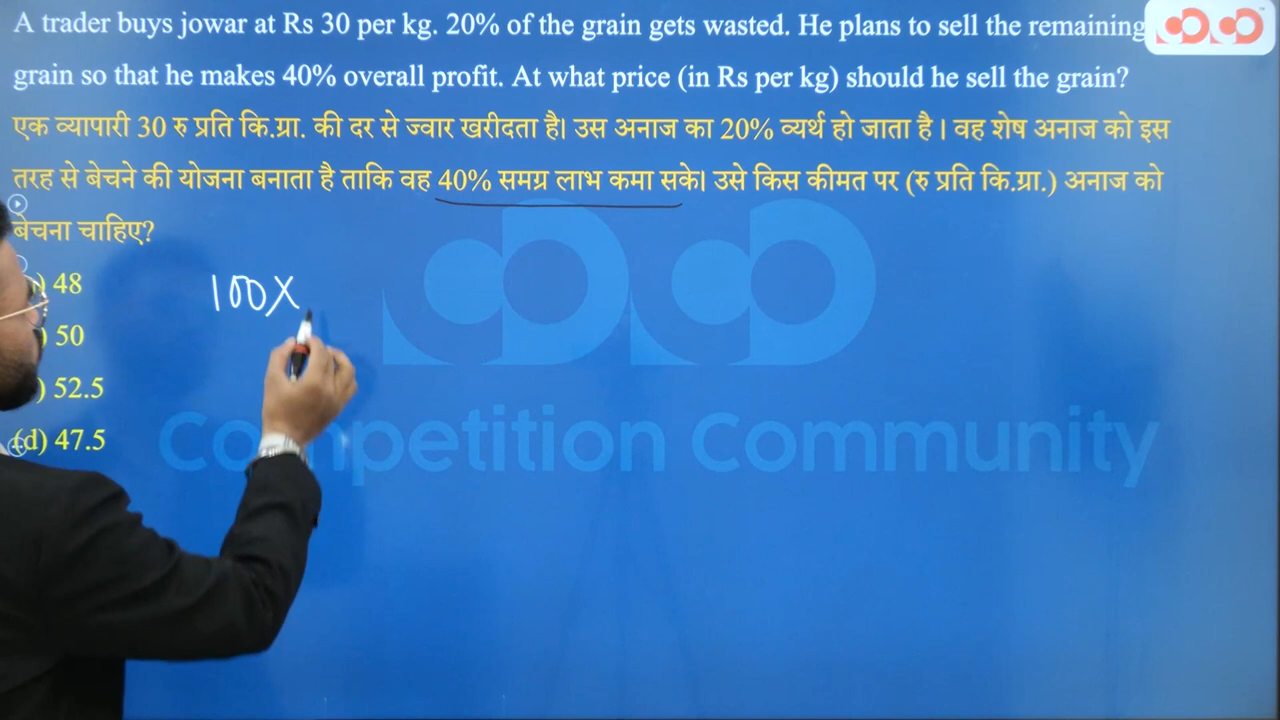 A trader buys jowar at Rs 30 per kg. 20% of the grain gets wasted. He plans to sell the remaining
grain so that he makes 40% overall profit. At what price (in Rs per kg) should he sell the grain?
एक व्यापारी 30 रु प्रति कि.ग्रा. की दर से ज्वार खरीदता है। उस अनाज का 20% व्यर्थ हो जाता है । वह शेष अनाज को इस
तरह से बेचने की योजना बनाता है ताकि वह 40% समग्र लाभ कमा सके। उसे किस कीमत पर (रु प्रति कि.ग्रा.) अनाज को
बेचना चाहिए?
) 48
100X
) 50
) 52.5
(d) 47.5
Competition Community